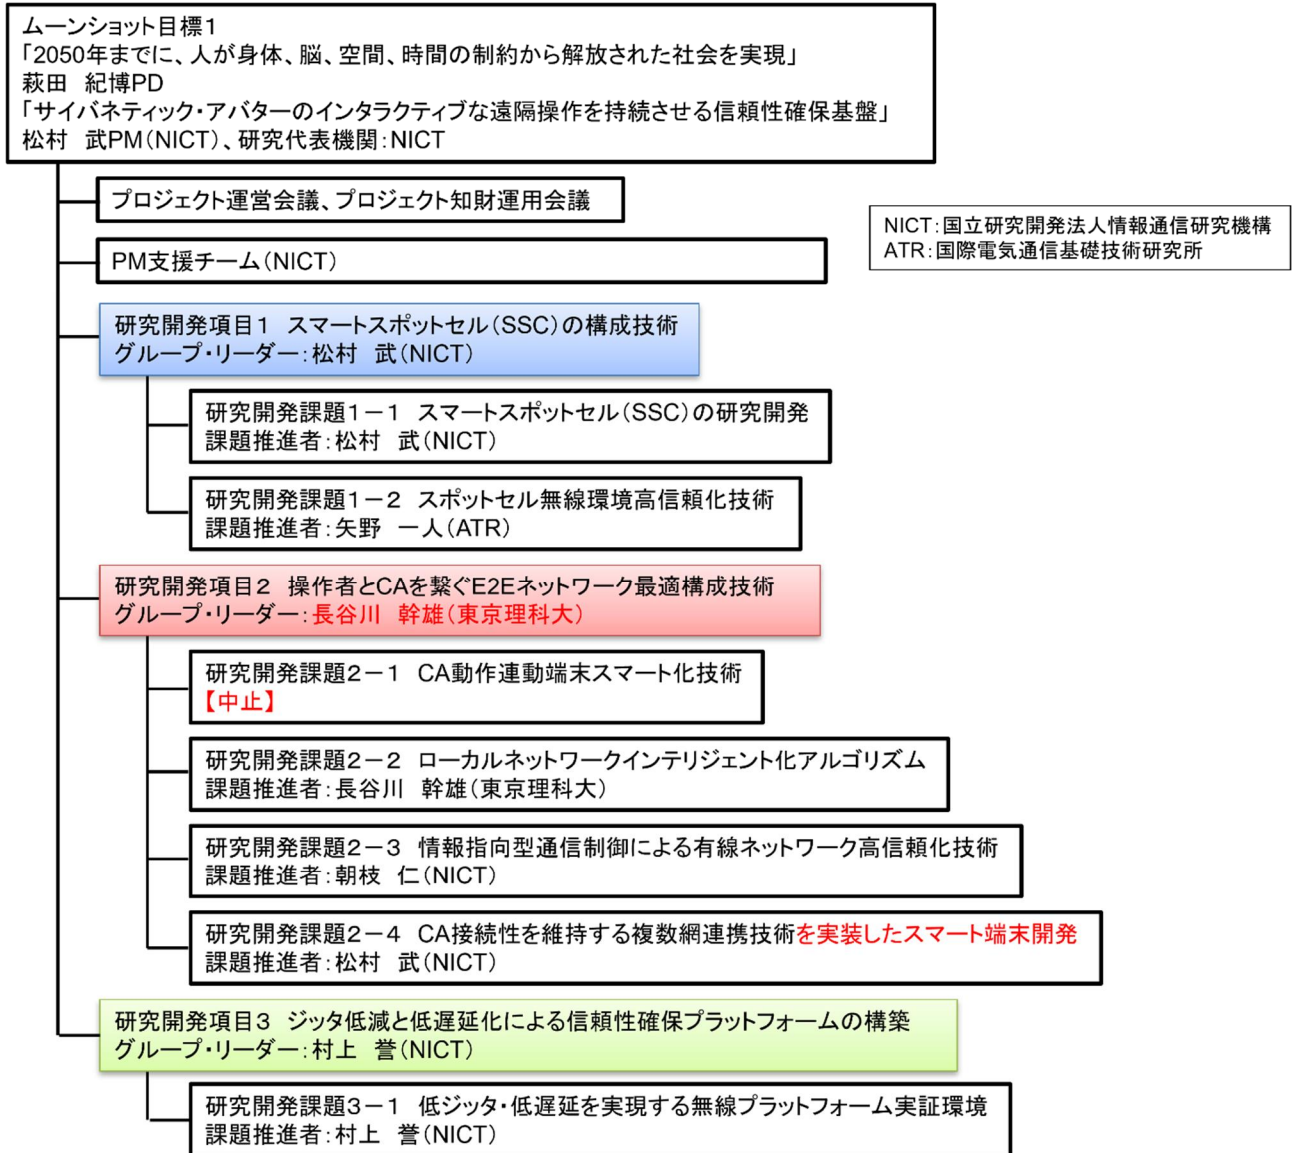 ムーンショット目標１
「2050年までに、人が身体、脳、空間、時間の制約から解放された社会を実現」
萩田　紀博PD
「サイバネティック・アバターのインタラクティブな遠隔操作を持続させる信頼性確保基盤」
松村　武PM（NICT）、研究代表機関：NICT
プロジェクト運営会議、プロジェクト知財運用会議
NICT：国立研究開発法人情報通信研究機構
ATR：国際電気通信基礎技術研究所
PM支援チーム（NICT）
研究開発項目１　スマートスポットセル（SSC）の構成技術
グループ・リーダー：松村　武（NICT）
研究開発課題１－１　スマートスポットセル（SSC）の研究開発
課題推進者：松村　武（NICT）
研究開発課題１－２　スポットセル無線環境高信頼化技術
課題推進者：矢野　一人（ATR）
研究開発項目２　操作者とCAを繋ぐE2Eネットワーク最適構成技術
グループ・リーダー：長谷川　幹雄（東京理科大）
研究開発課題２－１　CA動作連動端末スマート化技術
【中止】
研究開発課題２－２　ローカルネットワークインテリジェント化アルゴリズム
課題推進者：長谷川　幹雄（東京理科大）
研究開発課題２－３　情報指向型通信制御による有線ネットワーク高信頼化技術
課題推進者：朝枝　仁（NICT）
研究開発課題２－４　CA接続性を維持する複数網連携技術を実装したスマート端末開発
課題推進者：松村　武（NICT）
研究開発項目３　ジッタ低減と低遅延化による信頼性確保プラットフォームの構築
グループ・リーダー：村上　誉（NICT）
研究開発課題３－１　低ジッタ・低遅延を実現する無線プラットフォーム実証環境
課題推進者：村上　誉（NICT）